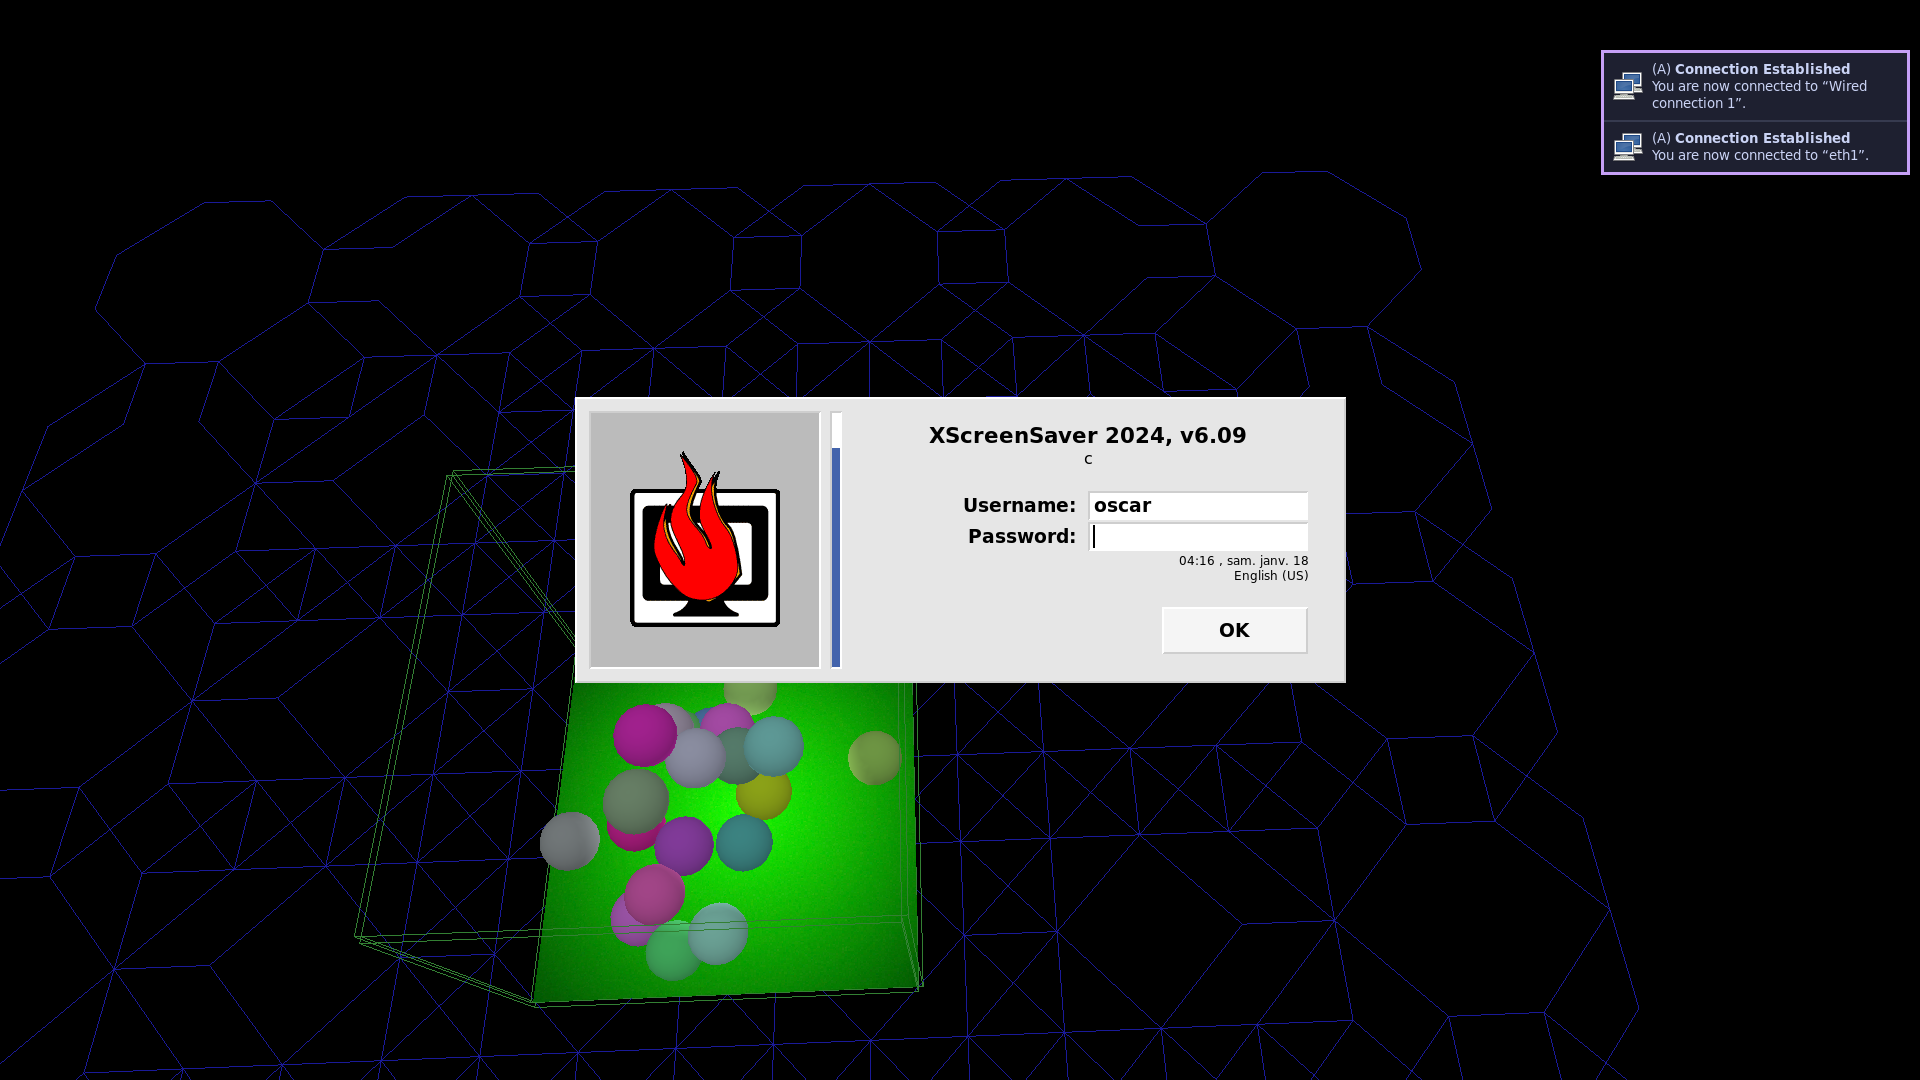 (A) Connection Established
You are now connected to “Wired
connection 1”.
(A) Connection Established
You are now connected to “eth1”.
XScreenSaver 2024, v6.09
c
Username: oscar
Password:
04:16 , sam. janv. 18
English (US)
OK